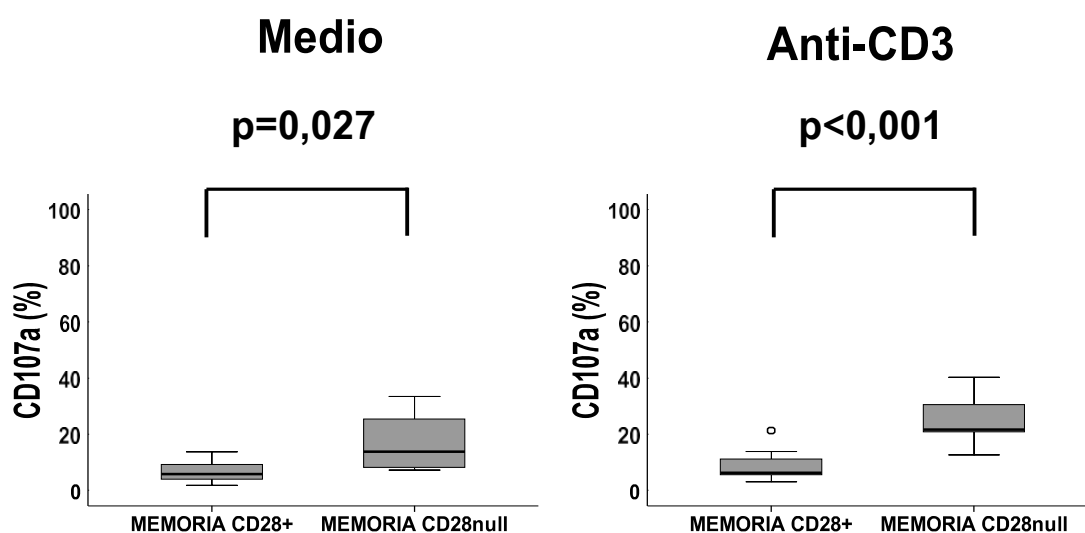 Medio
p=0,027
CD107a (%)
100
80
60
40
20
0
MEMORIA CD28+
MEMORIA CD28null
Anti-CD3
p<0,001
CD107a (%)
100
80
60
40
20
0
MEMORIA CD28+
MEMORIA CD28null